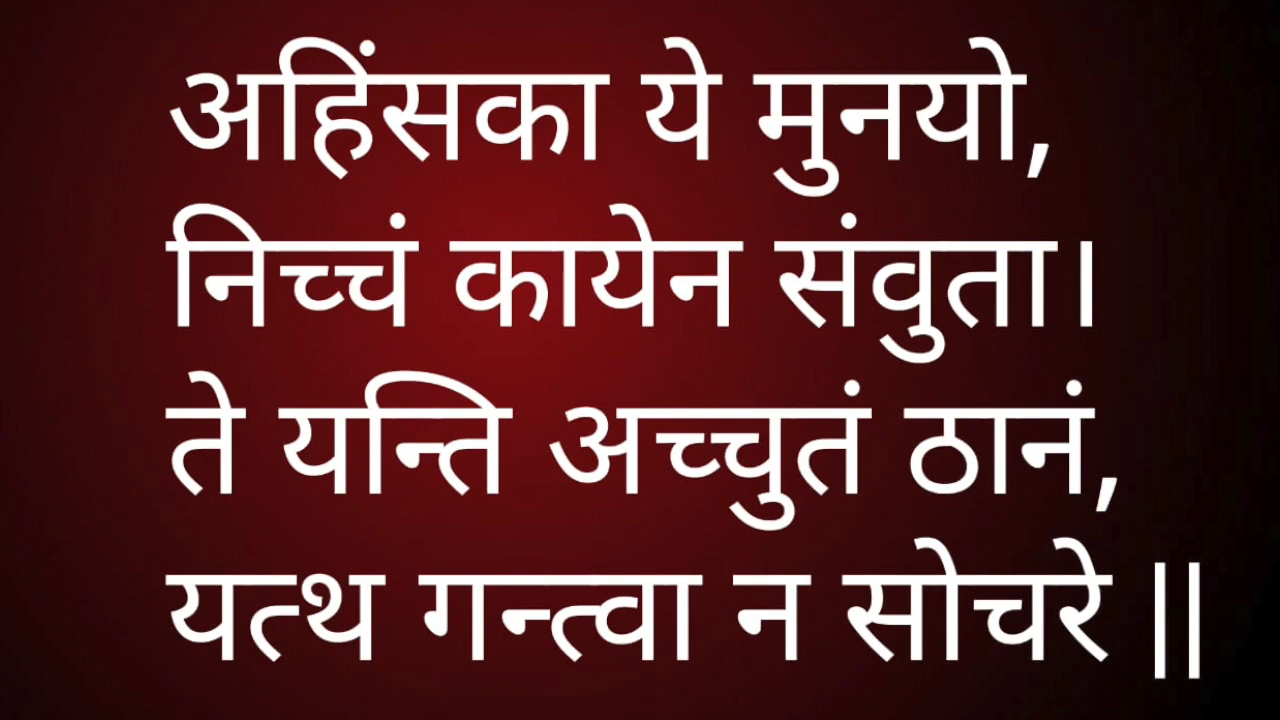 अहिंसका ये मुनयो,
निच्चं कायेन संवुता।
ते यन्ति अच्चुतं ठानं,
यत्थ गन्त्वा न सोचरे ||